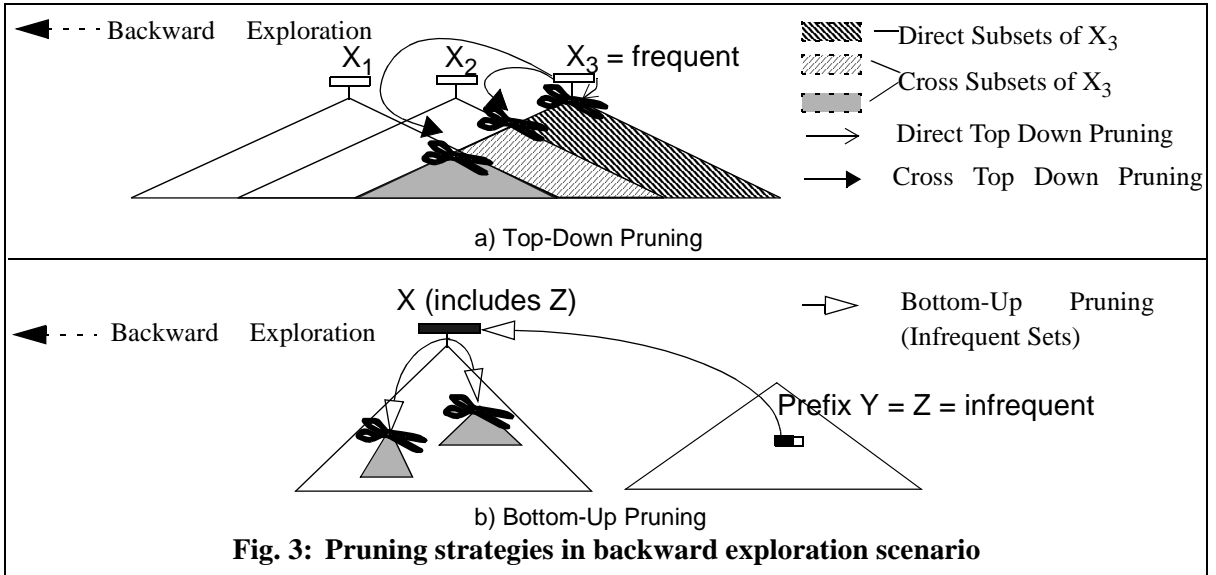 Backward Exploration
X1 X2 X3 = frequent
Direct Subsets of X3
Cross Subsets of X3
Direct Top Down Pruning
Cross Top Down Pruning
a) Top-Down Pruning
Backward Exploration
X (includes Z)
Bottom-Up Pruning
(Infrequent Sets)
Prefix Y = Z = infrequent
b) Bottom-Up Pruning
Fig. 3: Pruning strategies in backward exploration scenario